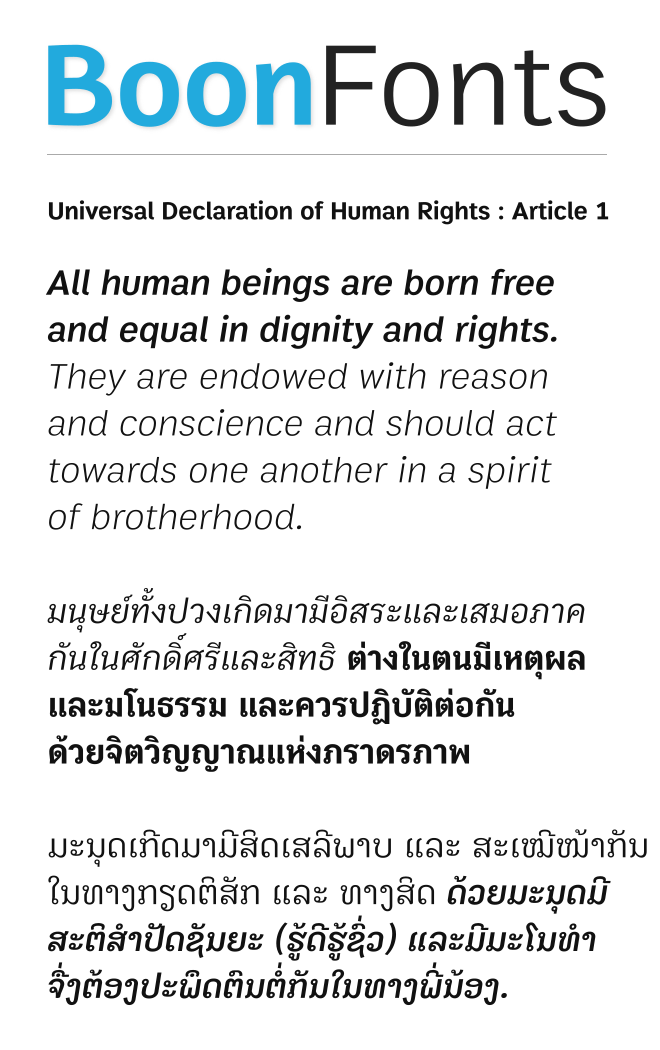 BoonFonts
Universal Declaration of Human Rights : Article 1
All human beings are born free
and equal in dignity and rights.
They are endowed with reason
and conscience and should act
towards one another in a spirit
of brotherhood.
มนุษย์ทั้งปวงเกิดมามีอิสระและเสมอภาค
กันในศักดิ์ศรีและสิทธิ ต่างในตนมีเหตุผล
และมโนธรรม และควรปฏิบัติต่อกัน
ด้วยจิตวิญญาณแห่งภราดรภาพ
ມະນຸດເກີດມາມີສິດເສລີພາບ ແລະ ສະເໝີໜ້າກັນ
ໃນທາງກຽດຕິສັກ ແລະ ທາງສິດ ດ້ວຍມະນຸດມີ
ສະຕິສຳປັດຊັນຍະ (ຮູ້ດີຮູ້ຊົ່ວ) ແລະມີມະໂນທຳ
ຈຶ່ງຕ້ອງປະພຶດຕົນຕໍ່ກັນໃນທາງພີ່ນ້ອງ.